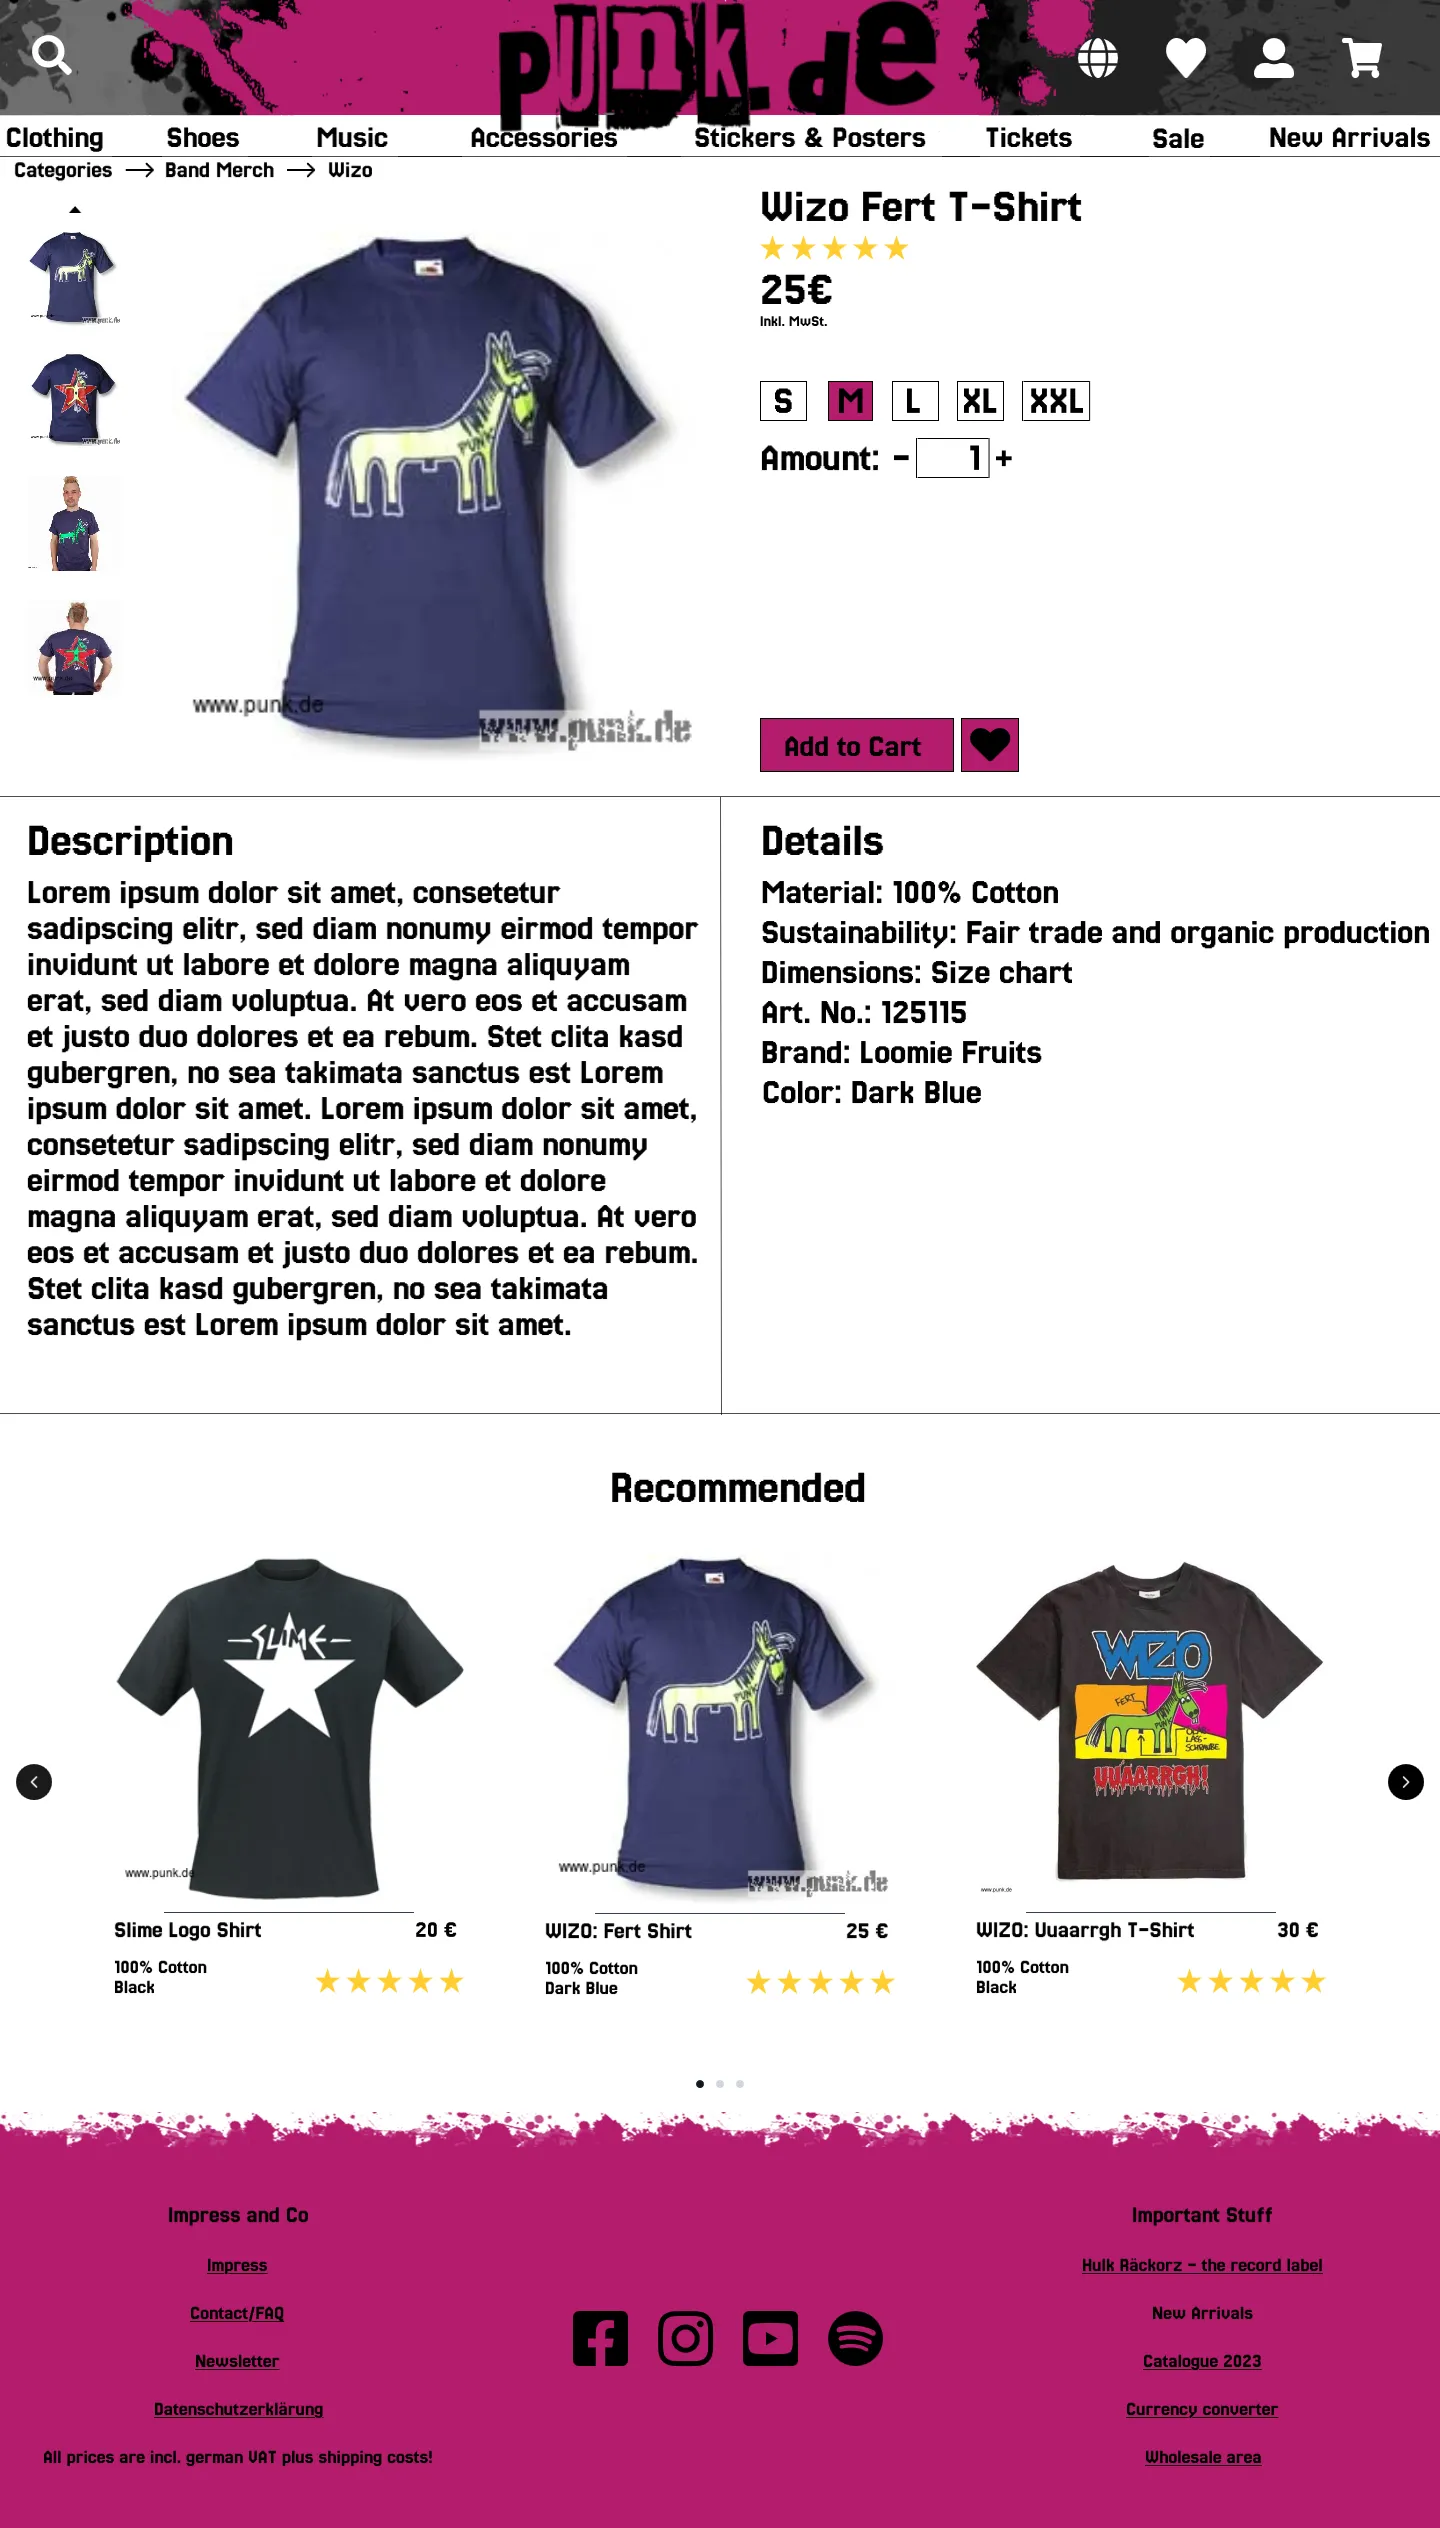 punk.de
Clothing
Shoes
Music
Accessories
Stickers & Posters
Tickets
Sale
New Arrivals
Categories
Band Merch
Wizo
www.punk.de
www.punk.de
PUNK
Wizo Fert T-Shirt
25€
Inkl. MwSt.
S
M
L
XL
XXL
Amount: - 1 +
Add to Cart
Description
Lorem ipsum dolor sit amet, consetetur
sadipscing elitr, sed diam nonumy eirmod tempor
invidunt ut labore et dolore magna aliquyam
erat, sed diam voluptua. At vero eos et accusam
et justo duo dolores et ea rebum. Stet clita kasd
gubergren, no sea takimata sanctus est Lorem
ipsum dolor sit amet. Lorem ipsum dolor sit amet,
consetetur sadipscing elitr, sed diam nonumy
eirmod tempor invidunt ut labore et dolore
magna aliquyam erat, sed diam voluptua. At vero
eos et accusam et justo duo dolores et ea rebum.
Stet clita kasd gubergren, no sea takimata
sanctus est Lorem ipsum dolor sit amet.
Details
Material: 100% Cotton
Sustainability: Fair trade and organic production
Dimensions: Size chart
Art. No.: 125115
Brand: Loomie Fruits
Color: Dark Blue
Recommended
SLIME
www.punk.de
Slime Logo Shirt
20 €
100% Cotton
Black
PUNK
www.punk.de
www.punk.de
WIZO: Fert Shirt
25 €
100% Cotton
Dark Blue
WIZO
FERT
PUNK
OHNE
LASS-
SCHRAUBE
UUAARRGH!
www.punk.de
WIZO: Uuaarrgh T-Shirt
30 €
100% Cotton
Black
Impress and Co
Impress
Contact/FAQ
Newsletter
Datenschutzerklärung
All prices are incl. german VAT plus shipping costs!
Important Stuff
Hulk Räckorz - the record label
New Arrivals
Catalogue 2023
Currency converter
Wholesale area